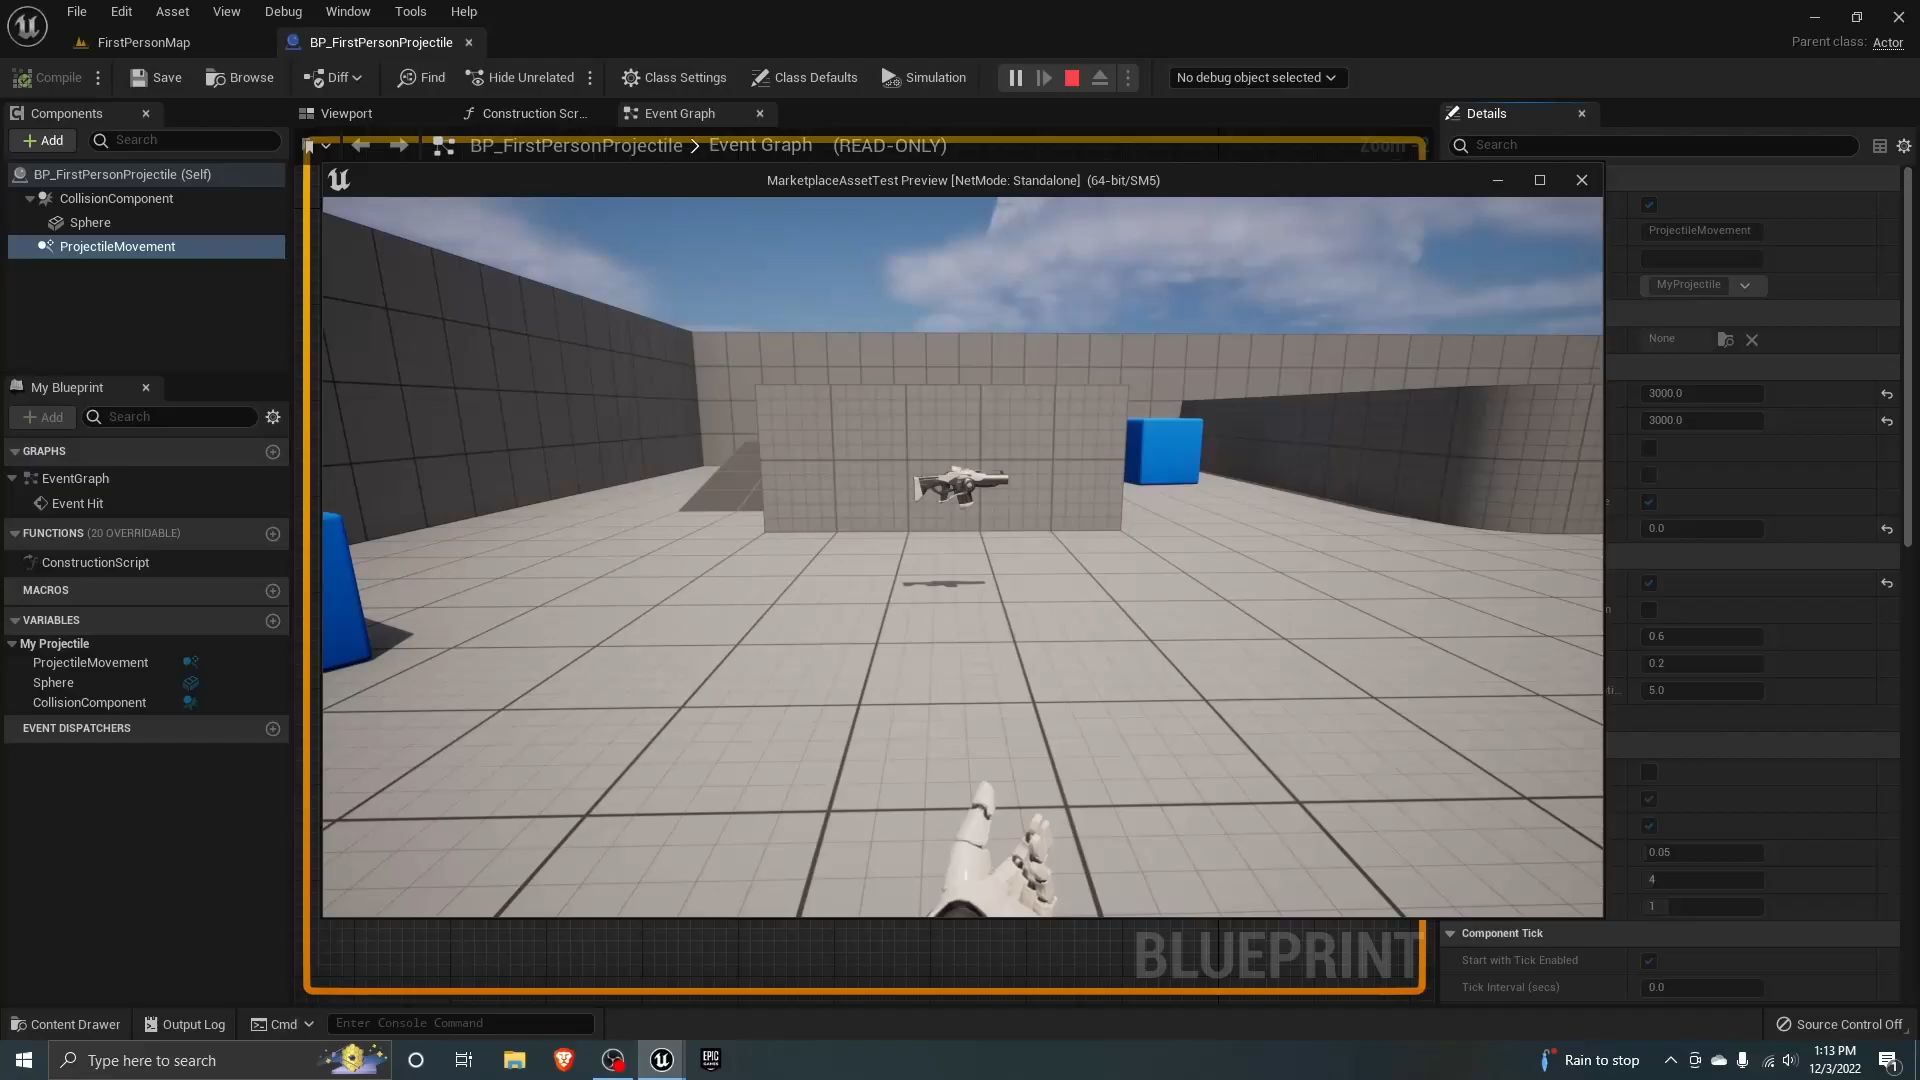 File Edit Asset View Debug Window Tools Help
FirstPersonMap
BP_FirstPersonProjectile
Parent class: Actor
Compile
Save
Browse
Diff
Find
Hide Unrelated
Class Settings
Class Defaults
Simulation
No debug object selected
Components
Viewport
Construction Scr...
Event Graph
Details
Add
Search
BP_FirstPersonProjectile > Event Graph (READ-ONLY)
Search
BP_FirstPersonProjectile (Self)
CollisionComponent
Sphere
ProjectileMovement
MarketplaceAssetTest Preview [NetMode: Standalone] (64-bit/SM5)
ProjectileMovement
MyProjectile
None
My Blueprint
Add
Search
GRAPHS
EventGraph
Event Hit
FUNCTIONS (20 OVERRIDABLE)
ConstructionScript
MACROS
VARIABLES
My Projectile
ProjectileMovement
Sphere
CollisionComponent
EVENT DISPATCHERS
3000.0
3000.0
0.0
0.6
0.2
5.0
0.05
4
1
Component Tick
Start with Tick Enabled
Tick Interval (secs)
0.0
BLUEPRINT
Content Drawer
Output Log
Cmd
Enter Console Command
Source Control Off
Type here to search
EPIC
GAMES
Rain to stop
1:13 PM
12/3/2022
1